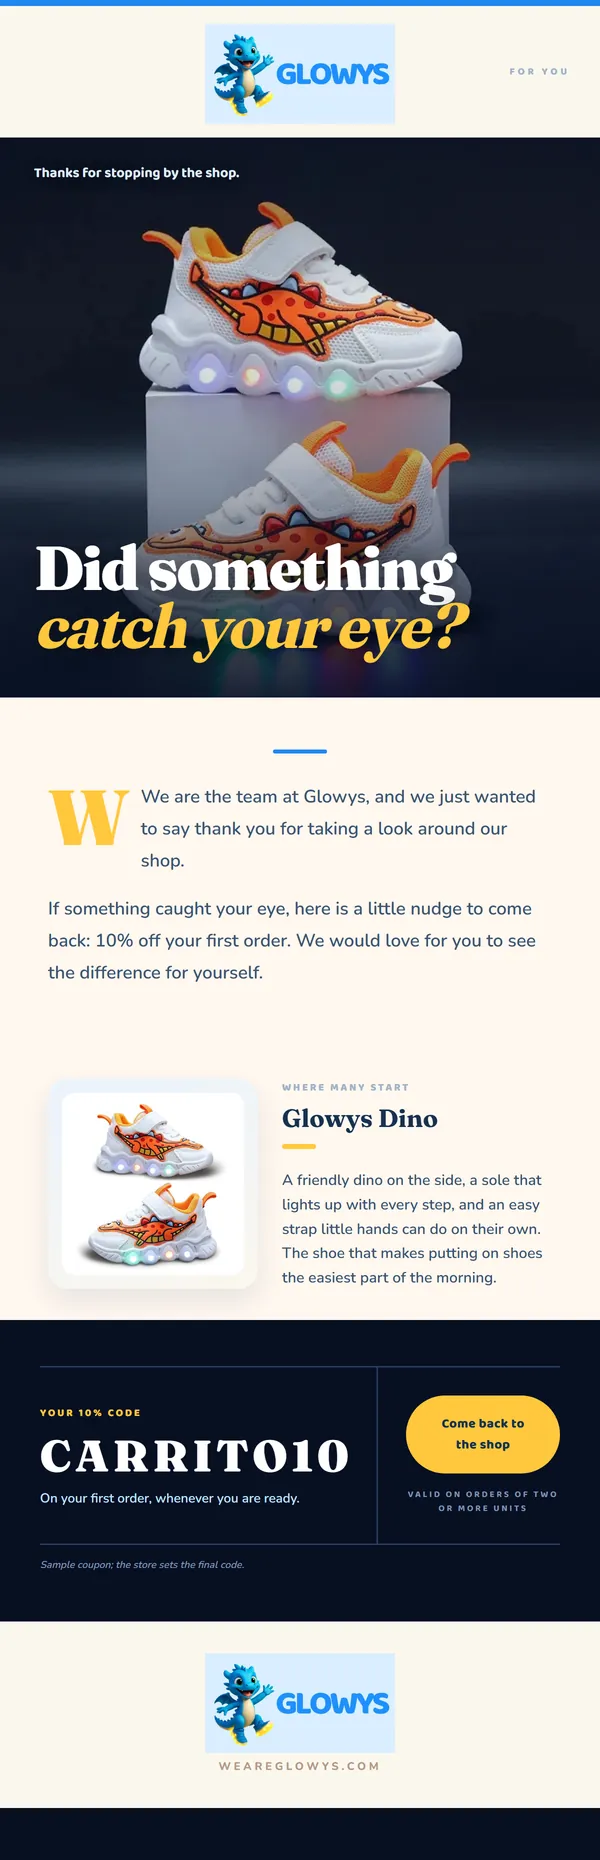 GLOWYS
FOR YOU
Thanks for stopping by the shop.
Did something
catch your eye?
W
We are the team at Glowys, and we just wanted
to say thank you for taking a look around our
shop.
If something caught your eye, here is a little nudge to come
back: 10% off your first order. We would love for you to see
the difference for yourself.
WHERE MANY START
Glowys Dino
A friendly dino on the side, a sole that
lights up with every step, and an easy
strap little hands can do on their own.
The shoe that makes putting on shoes
the easiest part of the morning.
YOUR 10% CODE
CARRITO10
On your first order, whenever you are ready.
Come back to
the shop
VALID ON ORDERS OF TWO
OR MORE UNITS
Sample coupon; the store sets the final code.
GLOWYS
WEAREGLOWYS.COM